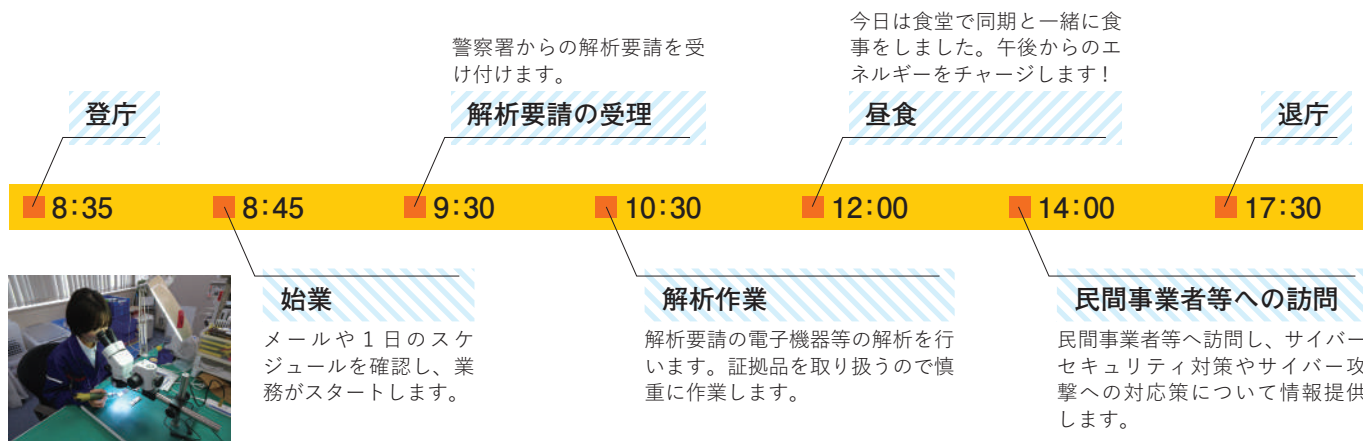 今日は食堂で同期と一緒に食
事をしました。午後からのエ
ネルギーをチャージします！
警察署からの解析要請を受
け付けます。
登庁
解析要請の受理
昼食
退庁
8:35 8:45 9:30 10:30 12:00 14:00 17:30
始業
メールや１日のスケ
ジュールを確認し、業
務がスタートします。
解析作業
解析要請の電子機器等の解析を行
います。証拠品を取り扱うので慎
重に作業します。
民間事業者等への訪問
民間事業者等へ訪問し、サイバー
セキュリティ対策やサイバー攻
撃への対応策について情報提供
します。